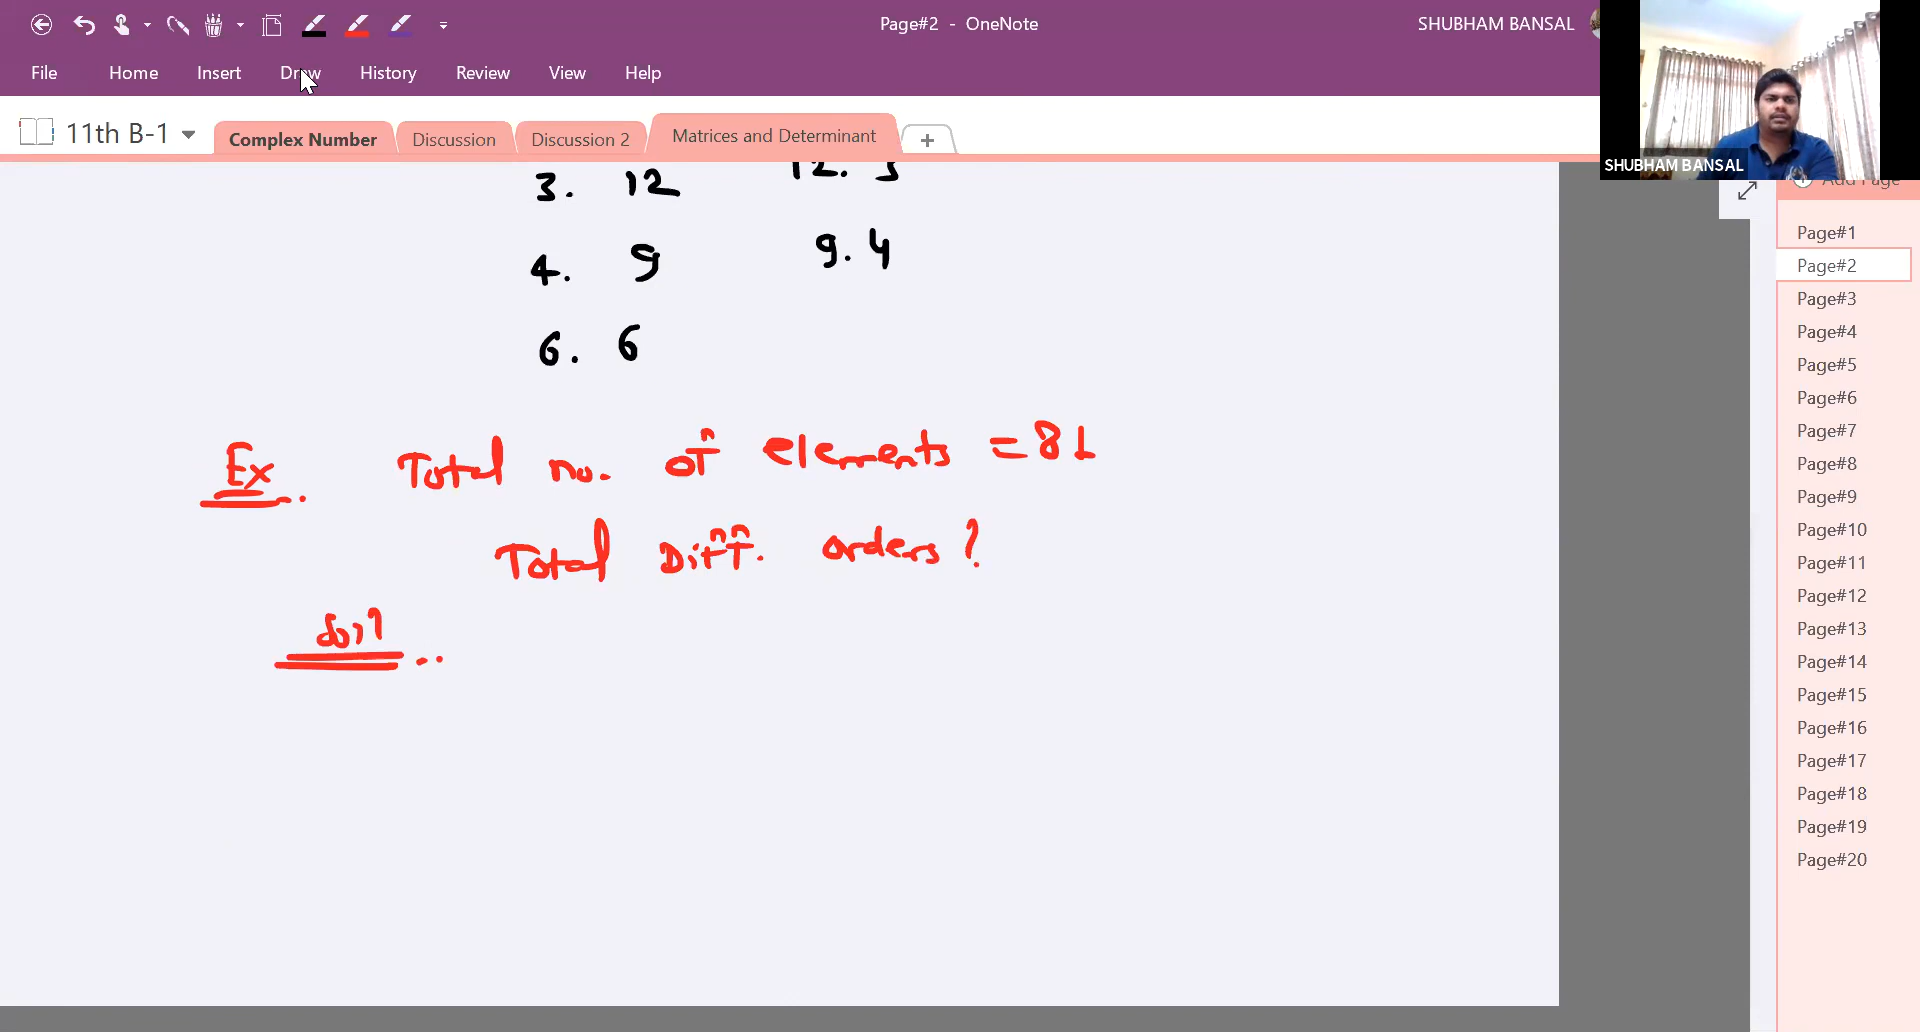 Page#2 - OneNote
SHUBHAM BANSAL
File Home Insert Draw History Review View Help
SHUBHAM BANSAL
11th B-1
Complex Number
Discussion
Discussion 2
Matrices and Determinant
Add Page
3. 12
12. 3
4. 9
9. 4
6. 6
Ex Total no. of elements = 81
Total Diff. orders?
Sol
Page#1
Page#2
Page#3
Page#4
Page#5
Page#6
Page#7
Page#8
Page#9
Page#10
Page#11
Page#12
Page#13
Page#14
Page#15
Page#16
Page#17
Page#18
Page#19
Page#20